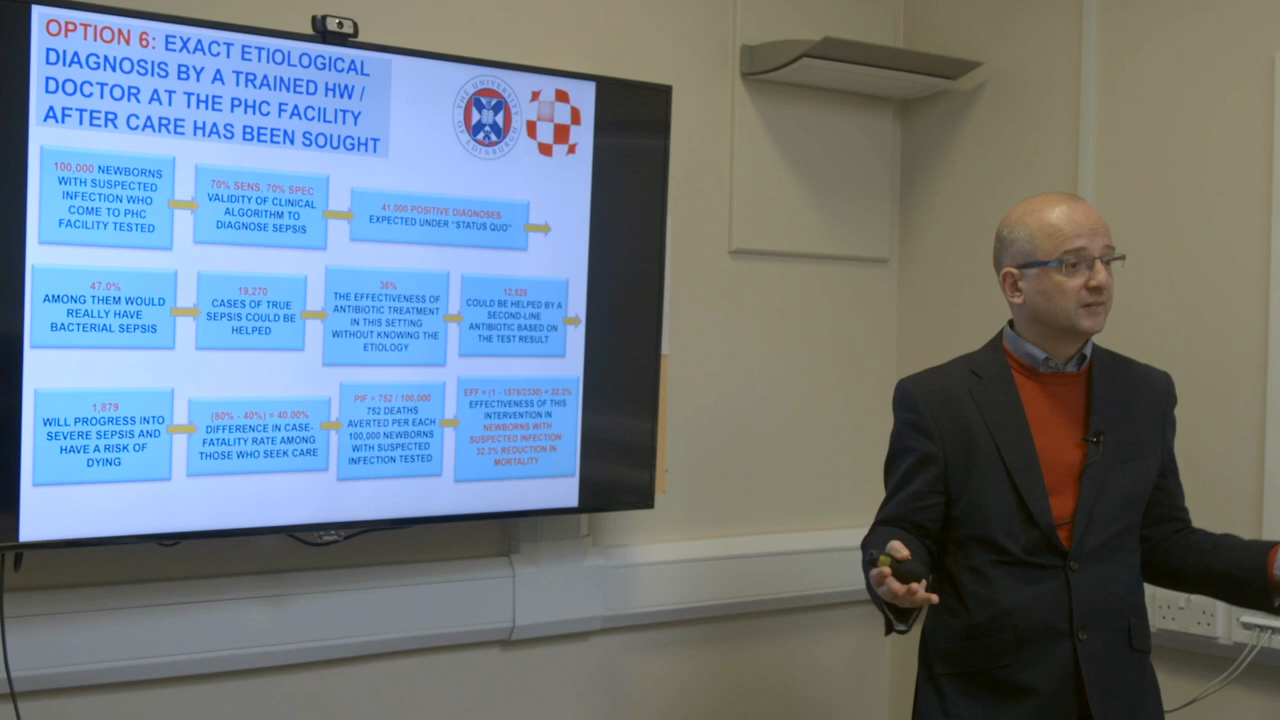 OPTION 6: EXACT ETIOLOGICAL
DIAGNOSIS BY A TRAINED HW /
DOCTOR AT THE PHC FACILITY
AFTER CARE HAS BEEN SOUGHT
THE UNIVERSITY
OF EDINBURGH
100,000 NEWBORNS
WITH SUSPECTED
INFECTION WHO
COME TO PHC
FACILITY TESTED
70% SENS, 70% SPEC
VALIDITY OF CLINICAL
ALGORITHM TO
DIAGNOSE SEPSIS
41,000 POSITIVE DIAGNOSES
EXPECTED UNDER "STATUS QUO"
47.0%
AMONG THEM WOULD
REALLY HAVE
BACTERIAL SEPSIS
19,270
CASES OF TRUE
SEPSIS COULD BE
HELPED
35%
THE EFFECTIVENESS OF
ANTIBIOTIC TREATMENT
IN THIS SETTING
WITHOUT KNOWING THE
ETIOLOGY
12,525
COULD BE HELPED BY A
SECOND-LINE
ANTIBIOTIC BASED ON
THE TEST RESULT
1,879
WILL PROGRESS INTO
SEVERE SEPSIS AND
HAVE A RISK OF
DYING
(80% - 40%) = 40.00%
DIFFERENCE IN CASE-
FATALITY RATE AMONG
THOSE WHO SEEK CARE
PIF = 752 / 100,000
752 DEATHS
AVERTED PER EACH
100,000 NEWBORNS
WITH SUSPECTED
INFECTION TESTED
EFF = (1 - 1578/2330) = 32.3%
EFFECTIVENESS OF THIS
INTERVENTION IN
NEWBORNS WITH
SUSPECTED INFECTION:
32.3% REDUCTION IN
MORTALITY